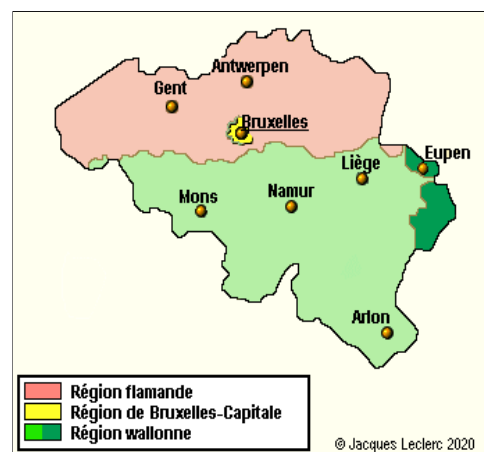 Antwerpen
Gent
Bruxelles
Eupen
Liège
Namur
Mons
Arlon
Région flamande
Région de Bruxelles-Capitale
Région wallonne
© Jacques Leclerc 2020